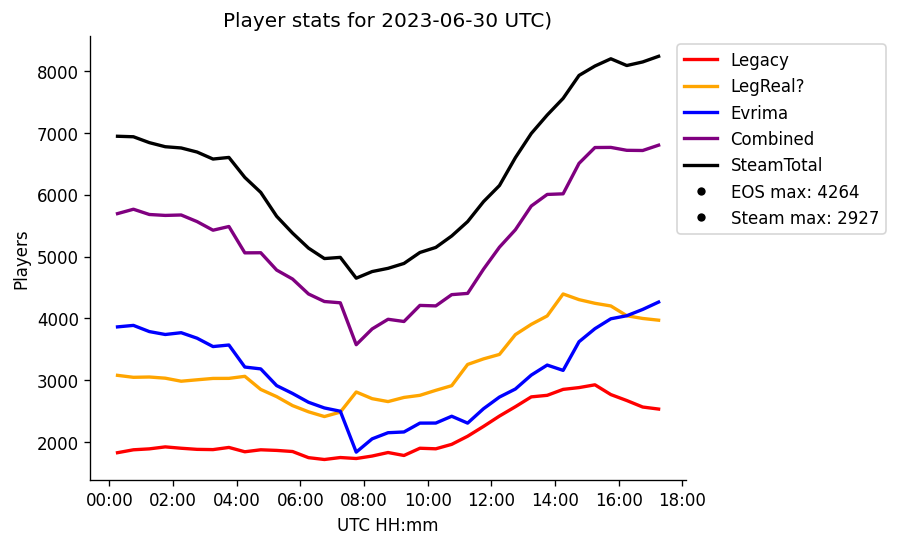 Player stats for 2023-06-30 UTC)
Players
8000
7000
6000
5000
4000
3000
2000
00:00 02:00 04:00 06:00 08:00 10:00 12:00 14:00 16:00 18:00
UTC HH:mm
Legacy
LegReal?
Evrima
Combined
SteamTotal
EOS max: 4264
Steam max: 2927